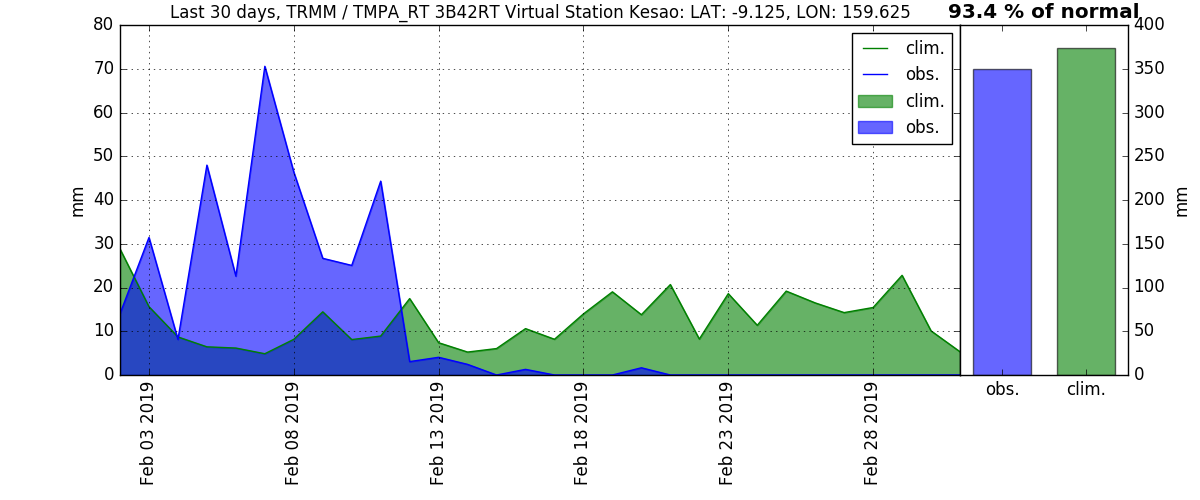 Last 30 days, TRMM / TMPA_RT 3B42RT Virtual Station Kesao: LAT: -9.125, LON: 159.625
93.4 % of normal
80
70
60
50
40
30
20
10
0
mm
clim.
obs.
clim.
obs.
400
350
300
250
200
150
100
50
0
mm
obs.
clim.
Feb 03 2019
Feb 08 2019
Feb 13 2019
Feb 18 2019
Feb 23 2019
Feb 28 2019